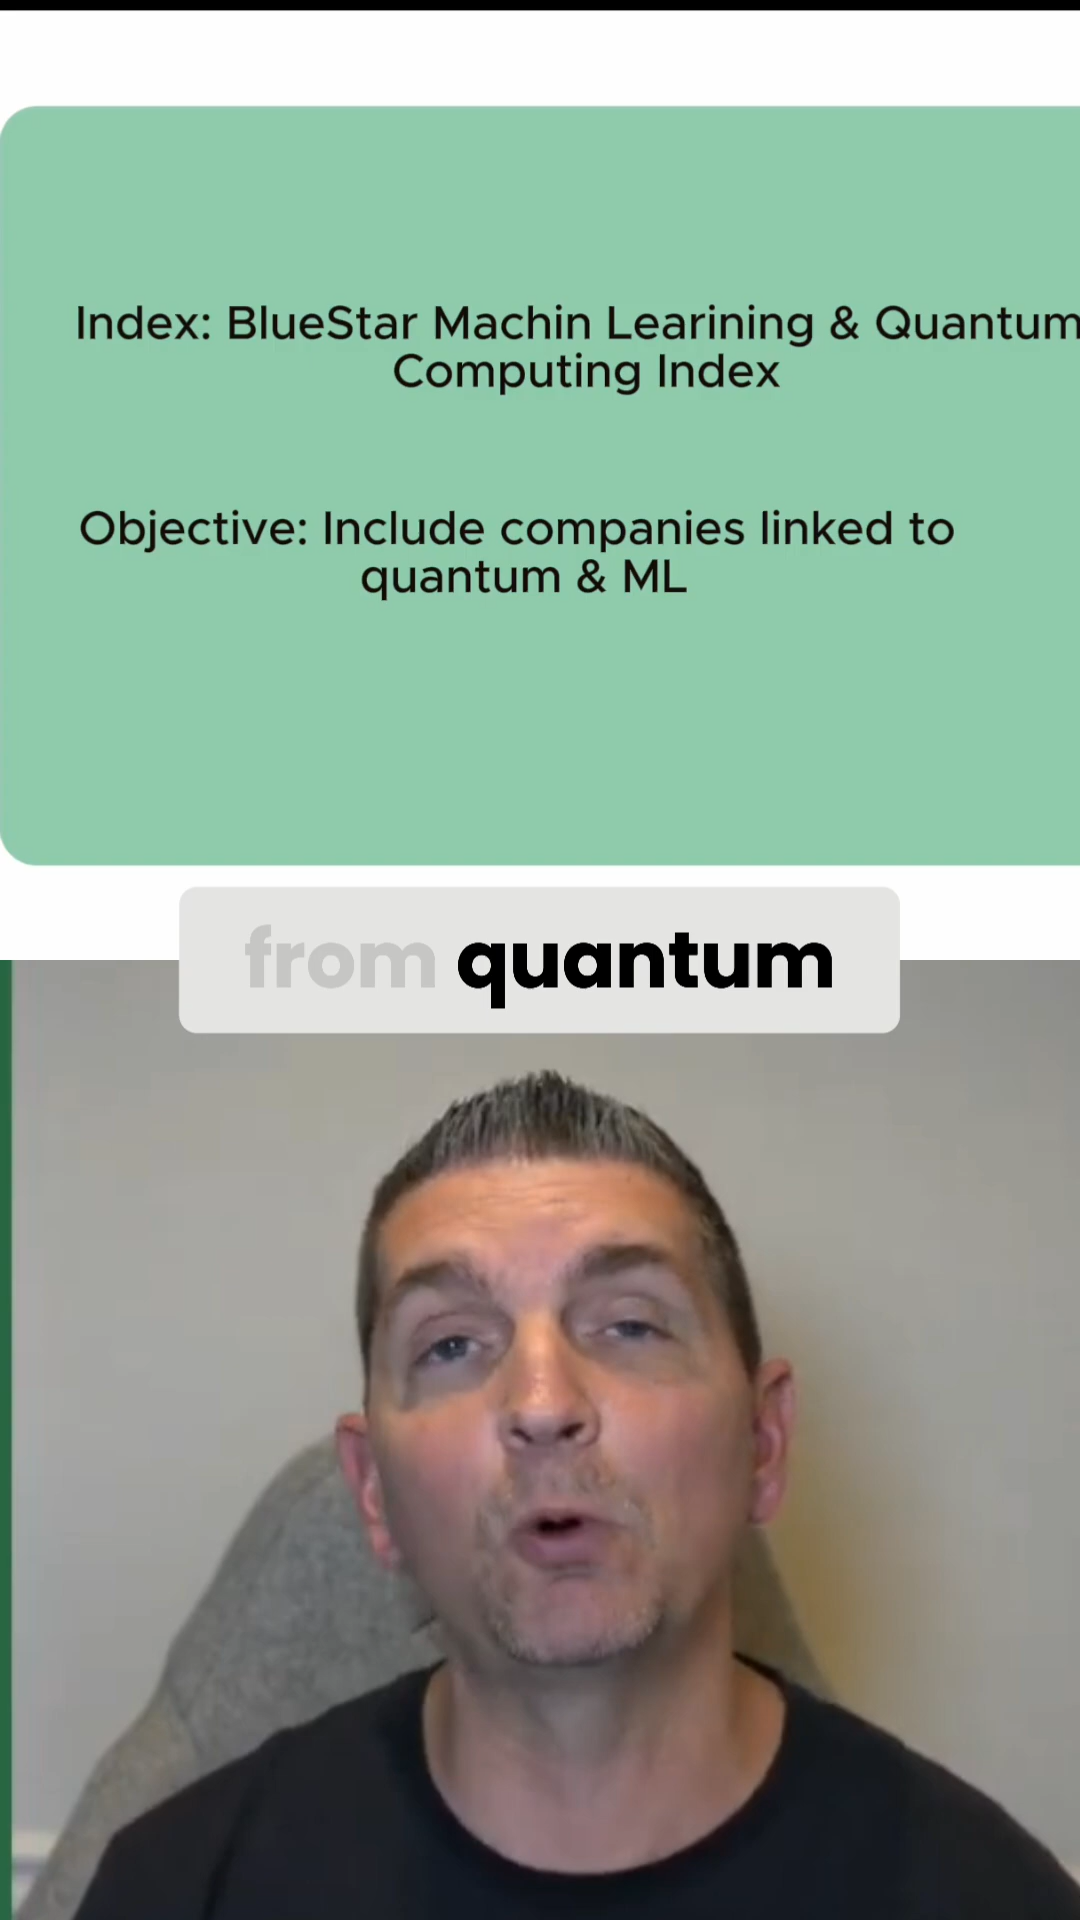 Index: BlueStar Machin Learining & Quantum
Computing Index
Objective: Include companies linked to
quantum & ML
from quantum